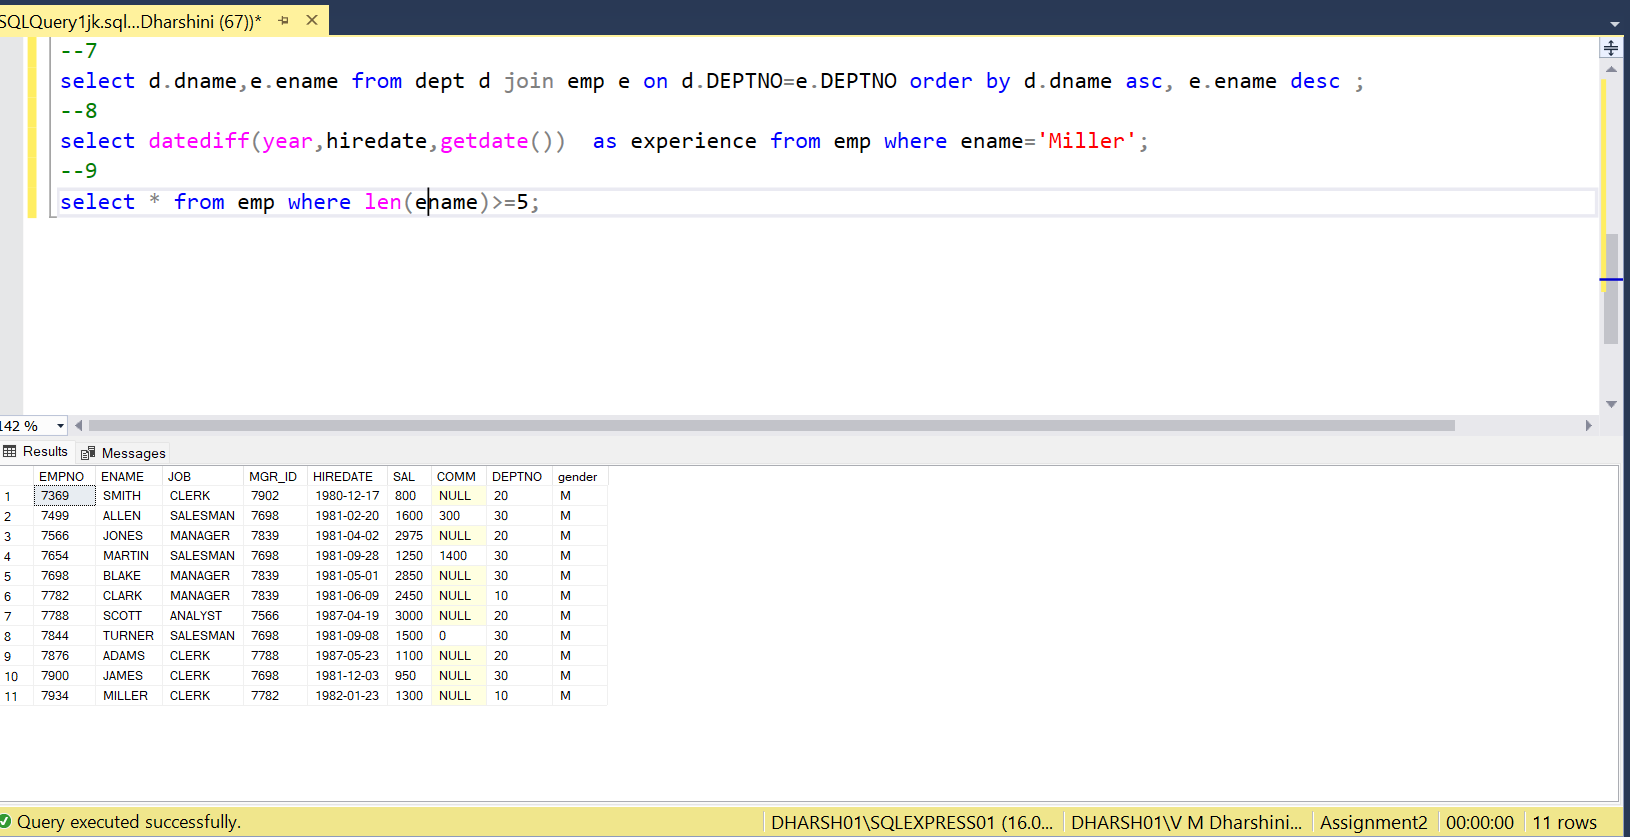 SQLQuery1jk.sql...Dharshini (67))*
--7
select d.dname,e.ename from dept d join emp e on d.DEPTNO=e.DEPTNO order by d.dname asc, e.ename desc ;
--8
select datediff(year,hiredate,getdate())  as experience from emp where ename='Miller';
--9
select * from emp where len(ename)>=5;
142 %
Results Messages
EMPNO ENAME JOB MGR_ID HIREDATE SAL COMM DEPTNO gender
1 7369 SMITH CLERK 7902 1980-12-17 800 NULL 20 M
2 7499 ALLEN SALESMAN 7698 1981-02-20 1600 300 30 M
3 7566 JONES MANAGER 7839 1981-04-02 2975 NULL 20 M
4 7654 MARTIN SALESMAN 7698 1981-09-28 1250 1400 30 M
5 7698 BLAKE MANAGER 7839 1981-05-01 2850 NULL 30 M
6 7782 CLARK MANAGER 7839 1981-06-09 2450 NULL 10 M
7 7788 SCOTT ANALYST 7566 1987-04-19 3000 NULL 20 M
8 7844 TURNER SALESMAN 7698 1981-09-08 1500 0 30 M
9 7876 ADAMS CLERK 7788 1987-05-23 1100 NULL 20 M
10 7900 JAMES CLERK 7698 1981-12-03 950 NULL 30 M
11 7934 MILLER CLERK 7782 1982-01-23 1300 NULL 10 M
Query executed successfully. DHARSH01\SQLEXPRESS01 (16.0... DHARSH01\V M Dharshini... Assignment2 00:00:00 11 rows